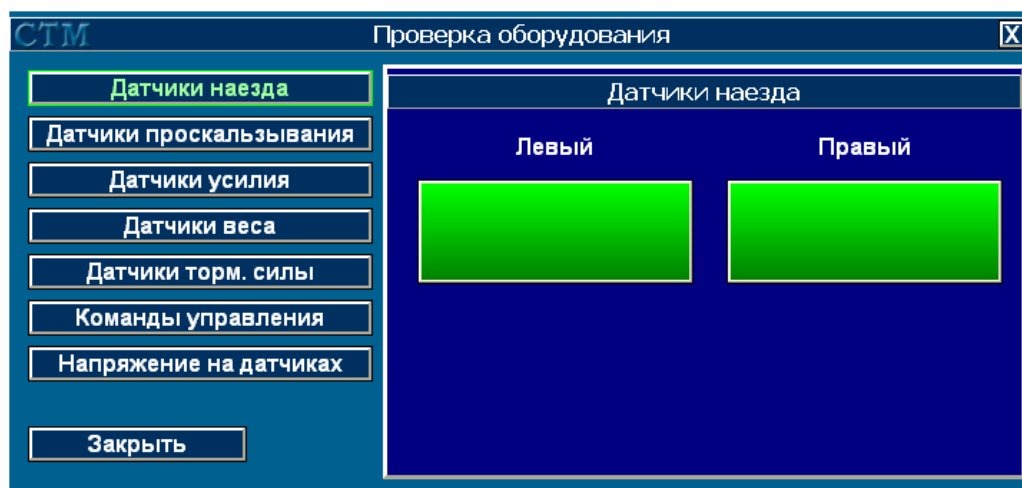 СТМ Проверка оборудования X
Датчики наезда
Датчики проскальзывания
Датчики усилия
Датчики веса
Датчики торм. силы
Команды управления
Напряжение на датчиках
Закрыть
Датчики наезда
Левый Правый